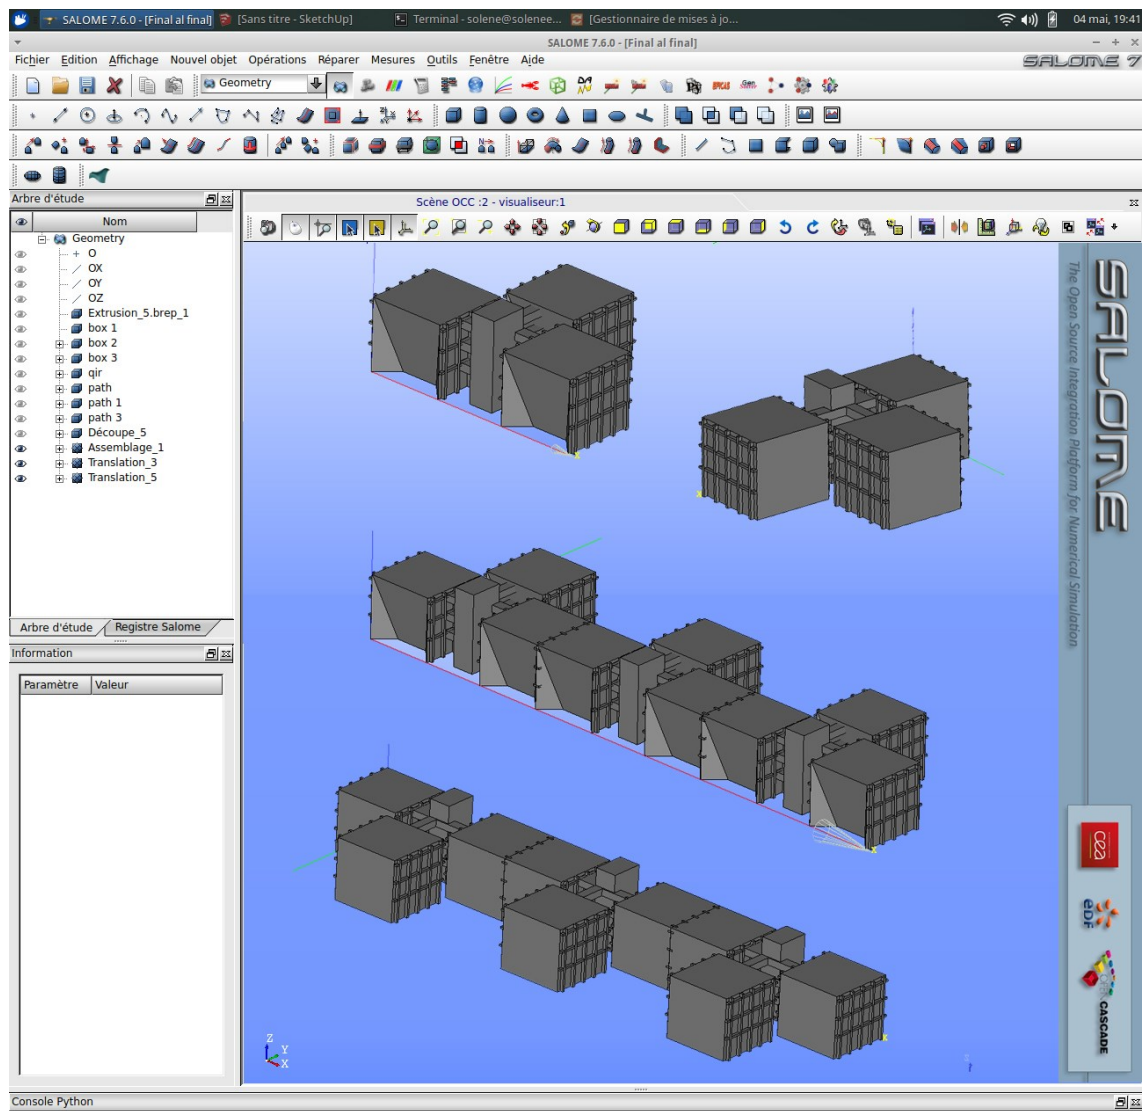 SALOME 7.6.0 - [Final al final]
[Sans titre - SketchUp]
Terminal - solene@solenee...
[Gestionnaire de mises à jo...
04 mai, 19:41
SALOME 7.6.0 - [Final al final]
Fichier Edition Affichage Nouvel objet Opérations Réparer Mesures Outils Fenêtre Aide
SALOME 7
Geometry
Arbre d'étude
Scène OCC :2 - visualiseur:1
Nom
Geometry
O
OX
OY
OZ
Extrusion_5.brep_1
box 1
box 2
box 3
qir
path
path 1
path 3
Découpe_5
Assemblage_1
Translation_3
Translation_5
Arbre d'étude
Registre Salome
Information
Paramètre Valeur
SALOME
The Open Source Integration Platform for Numerical Simulation
cea
eDF
CASCADE
X
X
X
X
Z
Y
X
Console Python